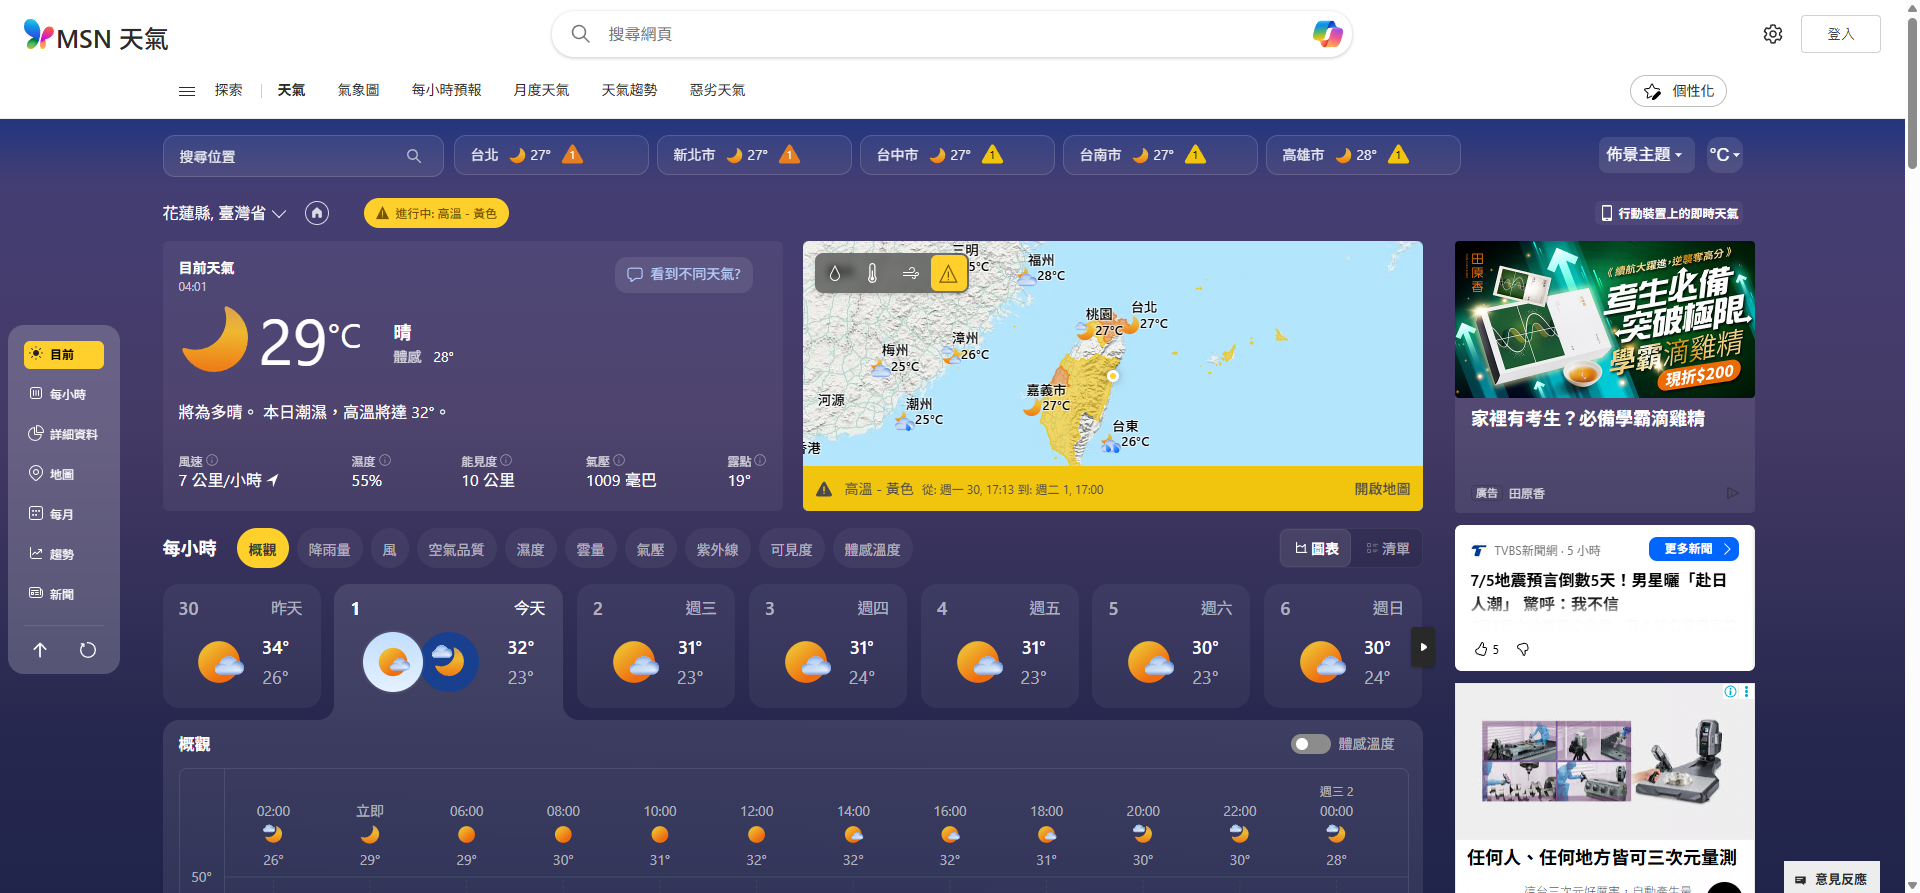 MSN 天氣
搜尋網頁
登入
探索
天氣
氣象圖
每小時預報
月度天氣
天氣趨勢
惡劣天氣
個性化
搜尋位置
台北 27° 1
新北市 27° 1
台中市 27° 1
台南市 27° 1
高雄市 28° 1
佈景主題
°C
花蓮縣, 臺灣省
進行中: 高溫 - 黃色
行動裝置上的即時天氣
目前天氣
04:01
看到不同天氣?
29°C
晴
體感 28°
將為多晴。 本日潮濕，高溫將達 32°。
風速
7 公里/小時
濕度
55%
能見度
10 公里
氣壓
1009 毫巴
露點
19°
三明
5°C
福州
28°C
台北
27°C
桃園
27°C
漳州
26°C
梅州
25°C
嘉義市
27°C
河源
潮州
25°C
台東
26°C
港
高溫 - 黃色 從: 週一 30, 17:13 到: 週二 1, 17:00
開啟地圖
目前
每小時
詳細資料
地圖
每月
趨勢
新聞
每小時
概觀
降雨量
風
空氣品質
濕度
雲量
氣壓
紫外線
可見度
體感溫度
圖表
清單
30 昨天
34°
26°
1 今天
32°
23°
2 週三
31°
23°
3 週四
31°
24°
4 週五
31°
23°
5 週六
30°
23°
6 週日
30°
24°
概觀
體感溫度
週三 2
02:00 立即 06:00 08:00 10:00 12:00 14:00 16:00 18:00 20:00 22:00 00:00
26° 29° 29° 30° 31° 32° 32° 32° 31° 30° 30° 28°
50°
田原香
《續航大躍進,逆襲奪高分》
考生必備
突破極限
學霸滴雞精
現折$200
家裡有考生？必備學霸滴雞精
廣告 田原香
TVBS新聞網 · 5 小時
更多新聞
7/5地震預言倒數5天！男星曬「赴日
人潮」 驚呼：我不信
5
任何人、任何地方皆可三次元量測
這台三次元好厲害，自動產生量
意見反應